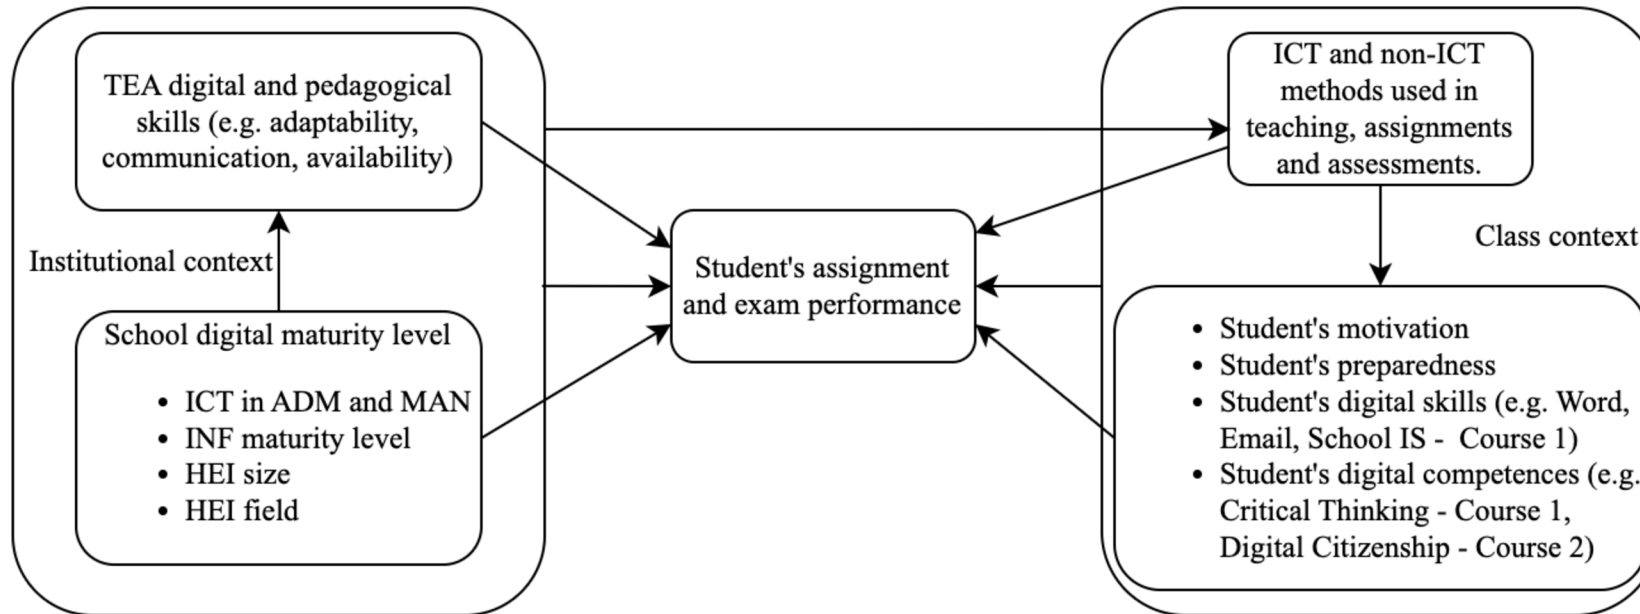 TEA digital and pedagogical
skills (e.g. adaptability,
communication, availability)
Institutional context
School digital maturity level
• ICT in ADM and MAN
• INF maturity level
• HEI size
• HEI field
Student's assignment
and exam performance
ICT and non-ICT
methods used in
teaching, assignments
and assessments.
Class context
• Student's motivation
• Student's preparedness
• Student's digital skills (e.g. Word,
Email, School IS - Course 1)
• Student's digital competences (e.g.
Critical Thinking - Course 1,
Digital Citizenship - Course 2)